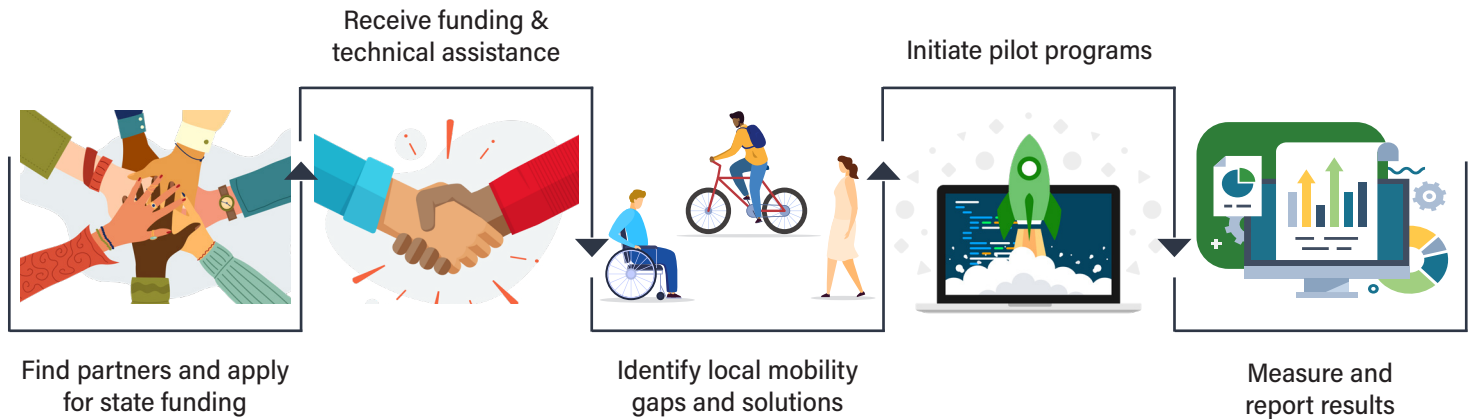 Find partners and apply
for state funding
Receive funding &
technical assistance
Identify local mobility
gaps and solutions
Initiate pilot programs
Measure and
report results